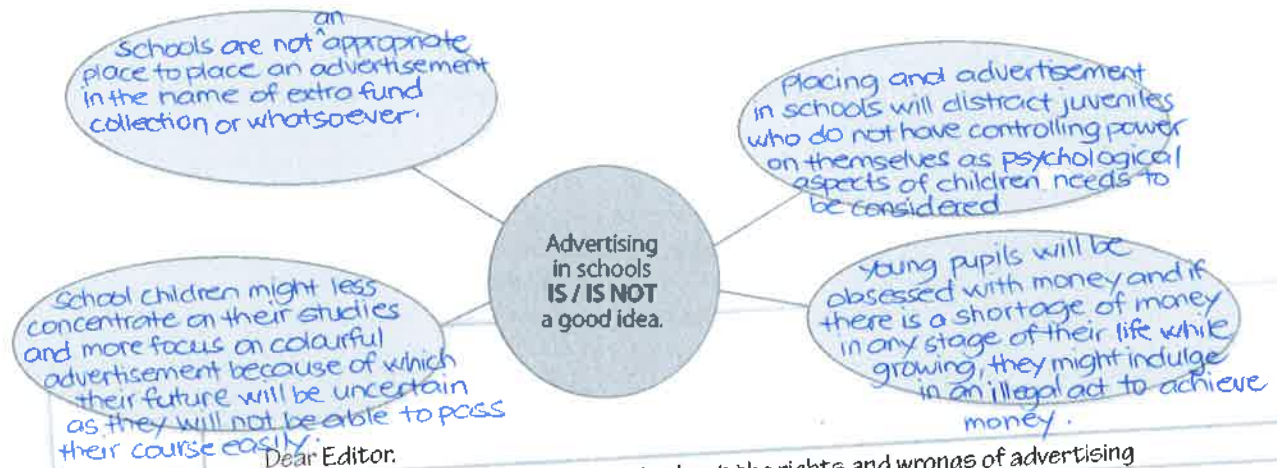 Schools are not an appropriate
place to place an advertisement
in the name of extra fund
collection or whatsoever.
placing and advertisement
in schools will distract juveniles
who do not have controlling power
on themselves as psychological
aspects of children needs to
be considered
Advertising
in schools
IS / IS NOT
a good idea.
School children might less
concentrate on their studies
and more focus on colourful
advertisement because of which
their future will be uncertain
as they will not be able to pass
their course easily.
young pupils will be
obsessed with money and if
there is a shortage of money
in any stage of their life while
growing, they might indulge
in an illegal act to achieve
money.
Dear Editor.
the rights and wrongs of advertising